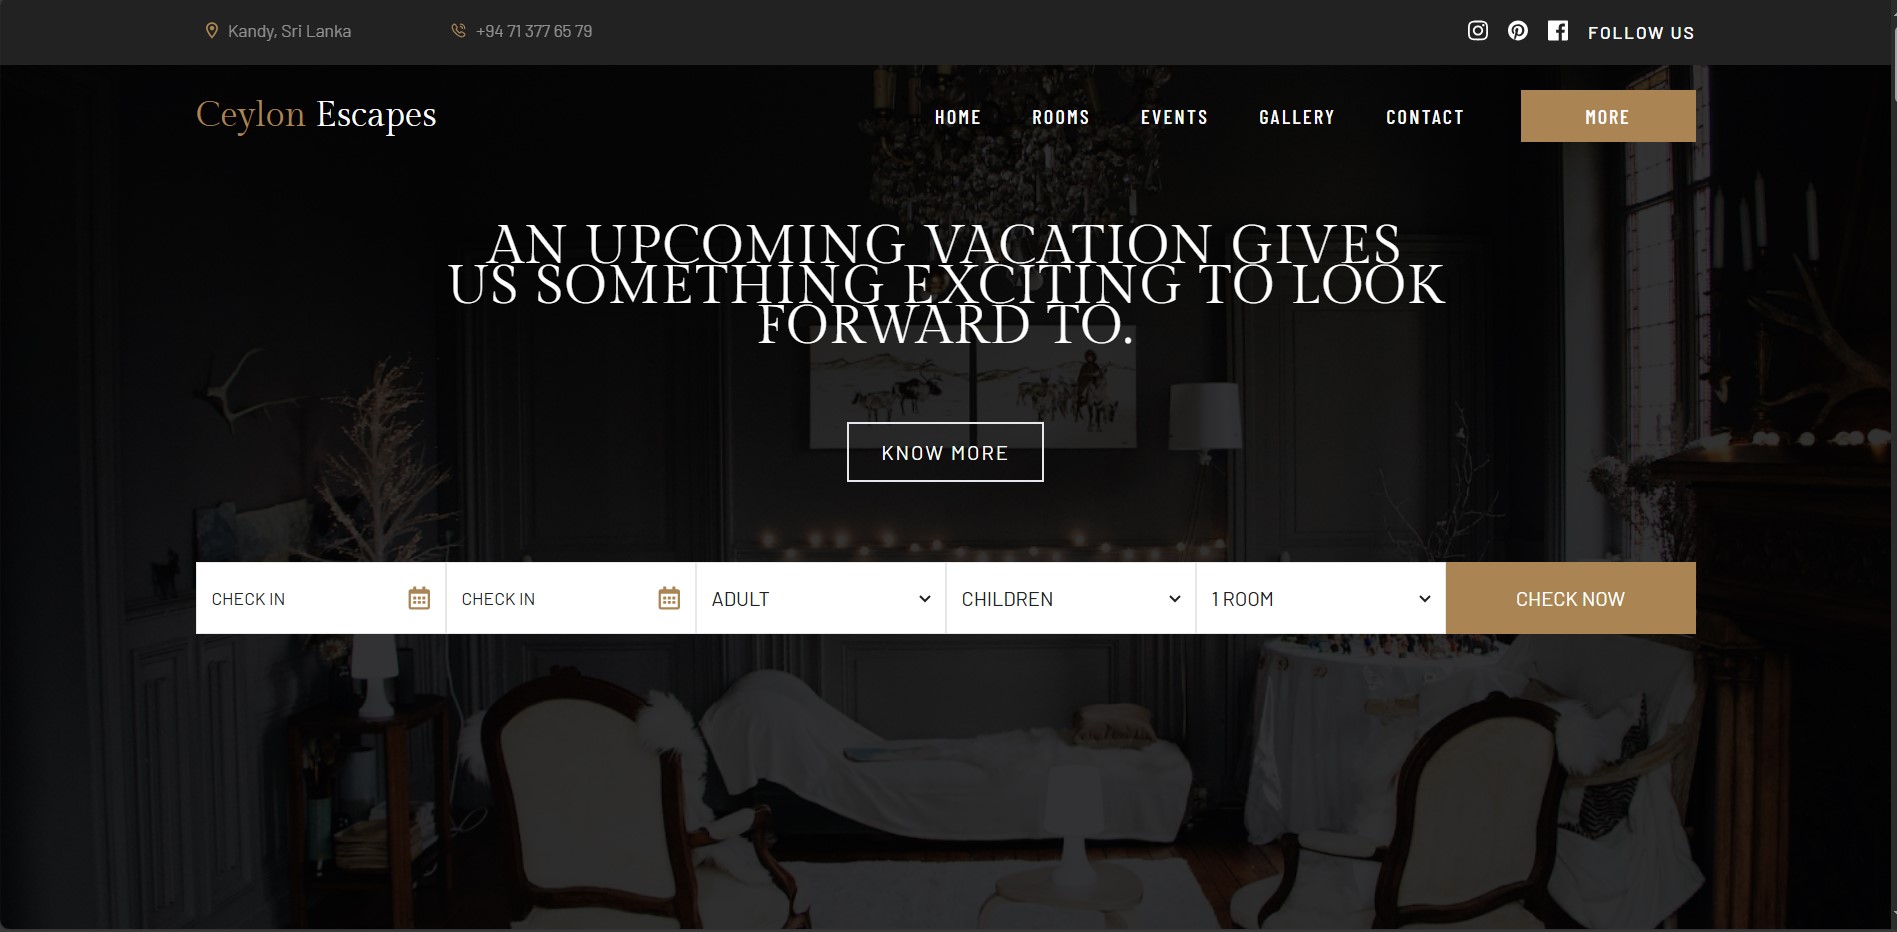 Kandy, Sri Lanka
+94 71 377 65 79
FOLLOW US
Ceylon Escapes
HOME
ROOMS
EVENTS
GALLERY
CONTACT
MORE
AN UPCOMING VACATION GIVES
US SOMETHING EXCITING TO LOOK
FORWARD TO.
KNOW MORE
CHECK IN
CHECK IN
ADULT
CHILDREN
1 ROOM
CHECK NOW